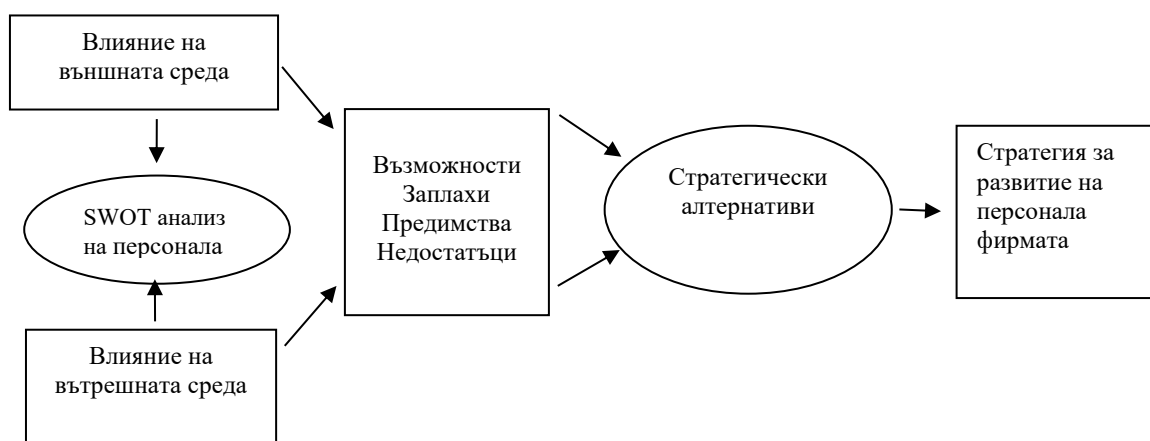 Влияние на
външната среда
SWOT анализ
на персонала
Влияние на
вътрешната среда
Възможности
Заплахи
Предимства
Недостатъци
Стратегически
алтернативи
Стратегия за
развитие на
персонала
фирмата